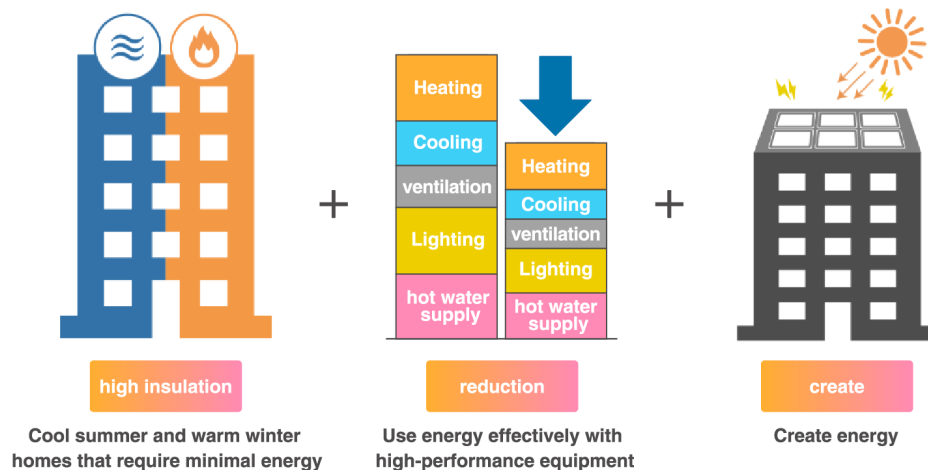 Heating
Cooling
ventilation
Lighting
hot water
supply
Heating
Cooling
ventilation
Lighting
hot water
supply
high insulation
reduction
create
Cool summer and warm winter
homes that require minimal energy
Use energy effectively with
high-performance equipment
Create energy